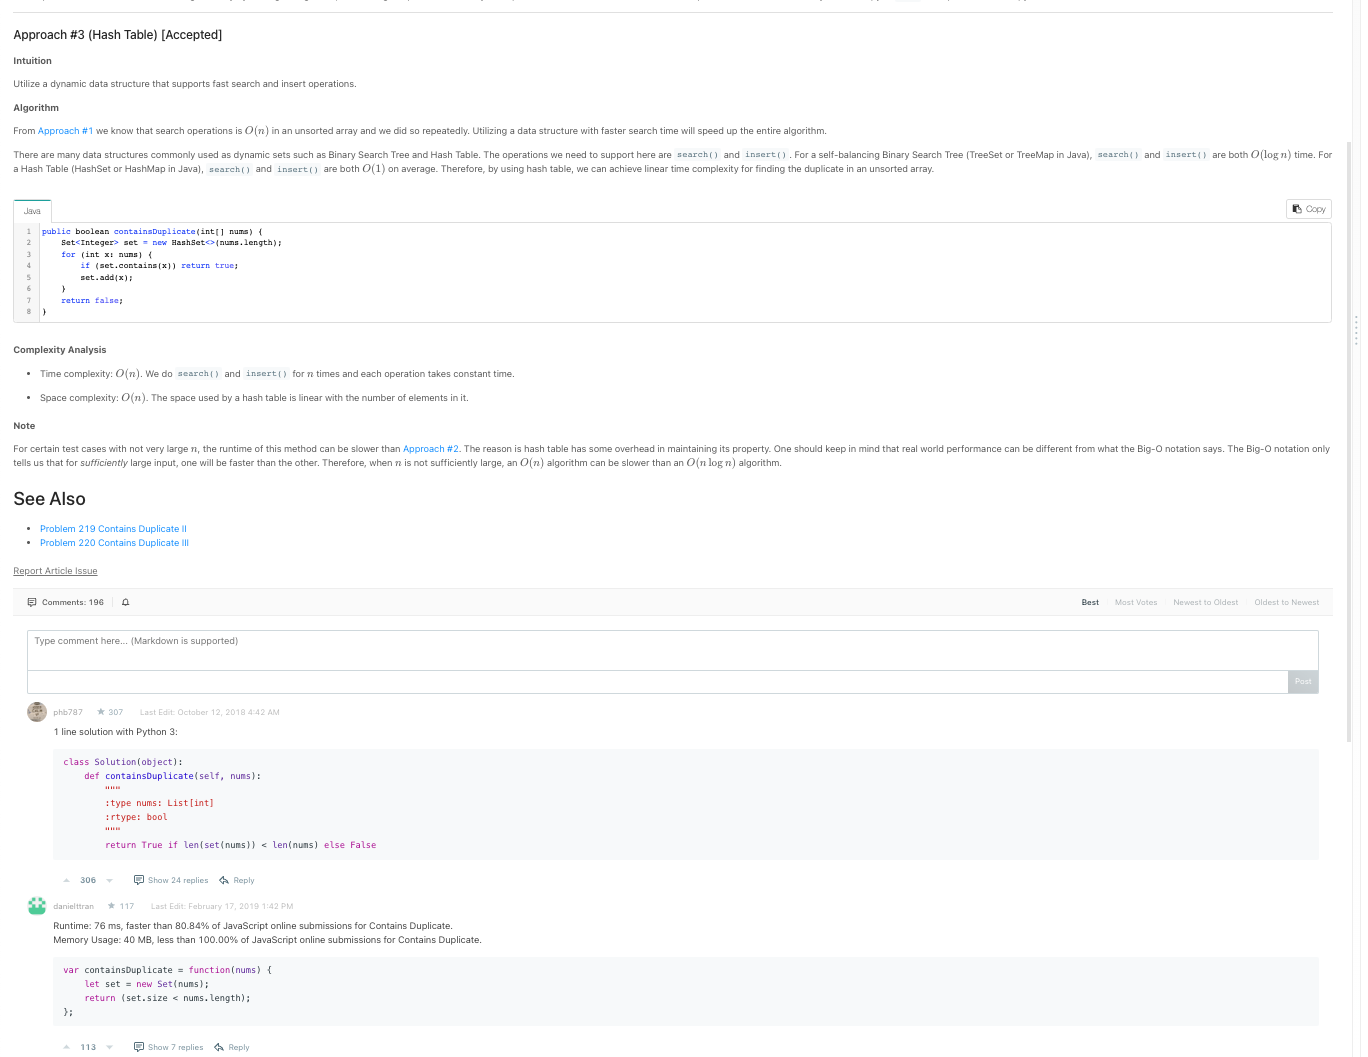 Approach #3 (Hash Table) [Accepted]
Intuition
Utilize a dynamic data structure that supports fast search and insert operations.
Algorithm
From Approach #1 we know that search operations is O(n) in an unsorted array and we did so repeatedly. Utilizing a data structure with faster search time will speed up the entire algorithm.
There are many data structures commonly used as dynamic sets such as Binary Search Tree and Hash Table. The operations we need to support here are search() and insert(). For a self-balancing Binary Search Tree (TreeSet or TreeMap in Java), search() and insert() are both O(log n) time. For
a Hash Table (HashSet or HashMap in Java), search() and insert() are both O(1) on average. Therefore, by using hash table, we can achieve linear time complexity for finding the duplicate in an unsorted array.
Java
Copy
1 public boolean containsDuplicate(int[] nums) {
2     Set<Integer> set = new HashSet<>(nums.length);
3     for (int x: nums) {
4         if (set.contains(x)) return true;
5         set.add(x);
6     }
7     return false;
8 }
Complexity Analysis
• Time complexity: O(n). We do search() and insert() for n times and each operation takes constant time.
• Space complexity: O(n). The space used by a hash table is linear with the number of elements in it.
Note
For certain test cases with not very large n, the runtime of this method can be slower than Approach #2. The reason is hash table has some overhead in maintaining its property. One should keep in mind that real world performance can be different from what the Big-O notation says. The Big-O notation only
tells us that for sufficiently large input, one will be faster than the other. Therefore, when n is not sufficiently large, an O(n) algorithm can be slower than an O(n log n) algorithm.
See Also
• Problem 219 Contains Duplicate II
• Problem 220 Contains Duplicate III
Report Article Issue
Comments: 196
Best Most Votes Newest to Oldest Oldest to Newest
Type comment here... (Markdown is supported)
Post
phb787 ★ 307 Last Edit: October 12, 2018 4:42 AM
1 line solution with Python 3:
class Solution(object):
    def containsDuplicate(self, nums):
        """
        :type nums: List[int]
        :rtype: bool
        """
        return True if len(set(nums)) < len(nums) else False
306 Show 24 replies Reply
danielttran ★ 117 Last Edit: February 17, 2019 1:42 PM
Runtime: 76 ms, faster than 80.84% of JavaScript online submissions for Contains Duplicate.
Memory Usage: 40 MB, less than 100.00% of JavaScript online submissions for Contains Duplicate.
var containsDuplicate = function(nums) {
    let set = new Set(nums);
    return (set.size < nums.length);
};
113 Show 7 replies Reply